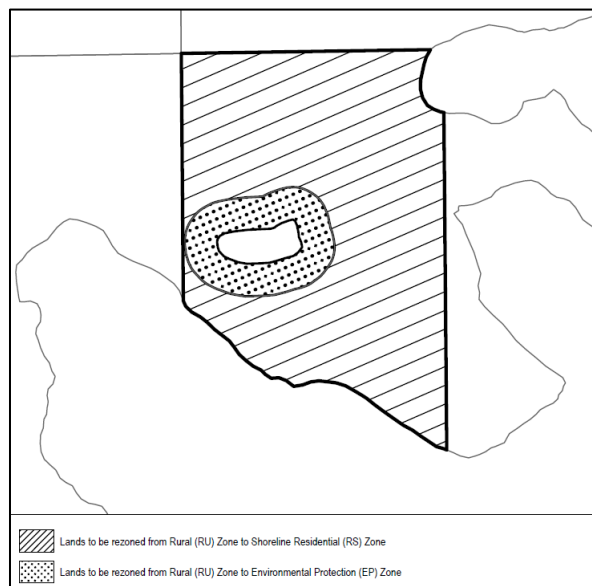 Lands to be rezoned from Rural (RU) Zone to Shoreline Residential (RS) Zone
Lands to be rezoned from Rural (RU) Zone to Environmental Protection (EP) Zone